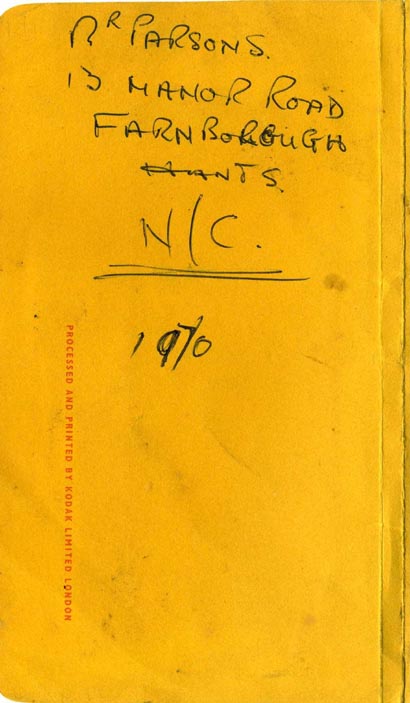 Mr PARSONS.
13 MANOR ROAD
FARNBOROUGH
HANTS.
N/C.
1970
PROCESSED AND PRINTED BY KODAK LIMITED LONDON